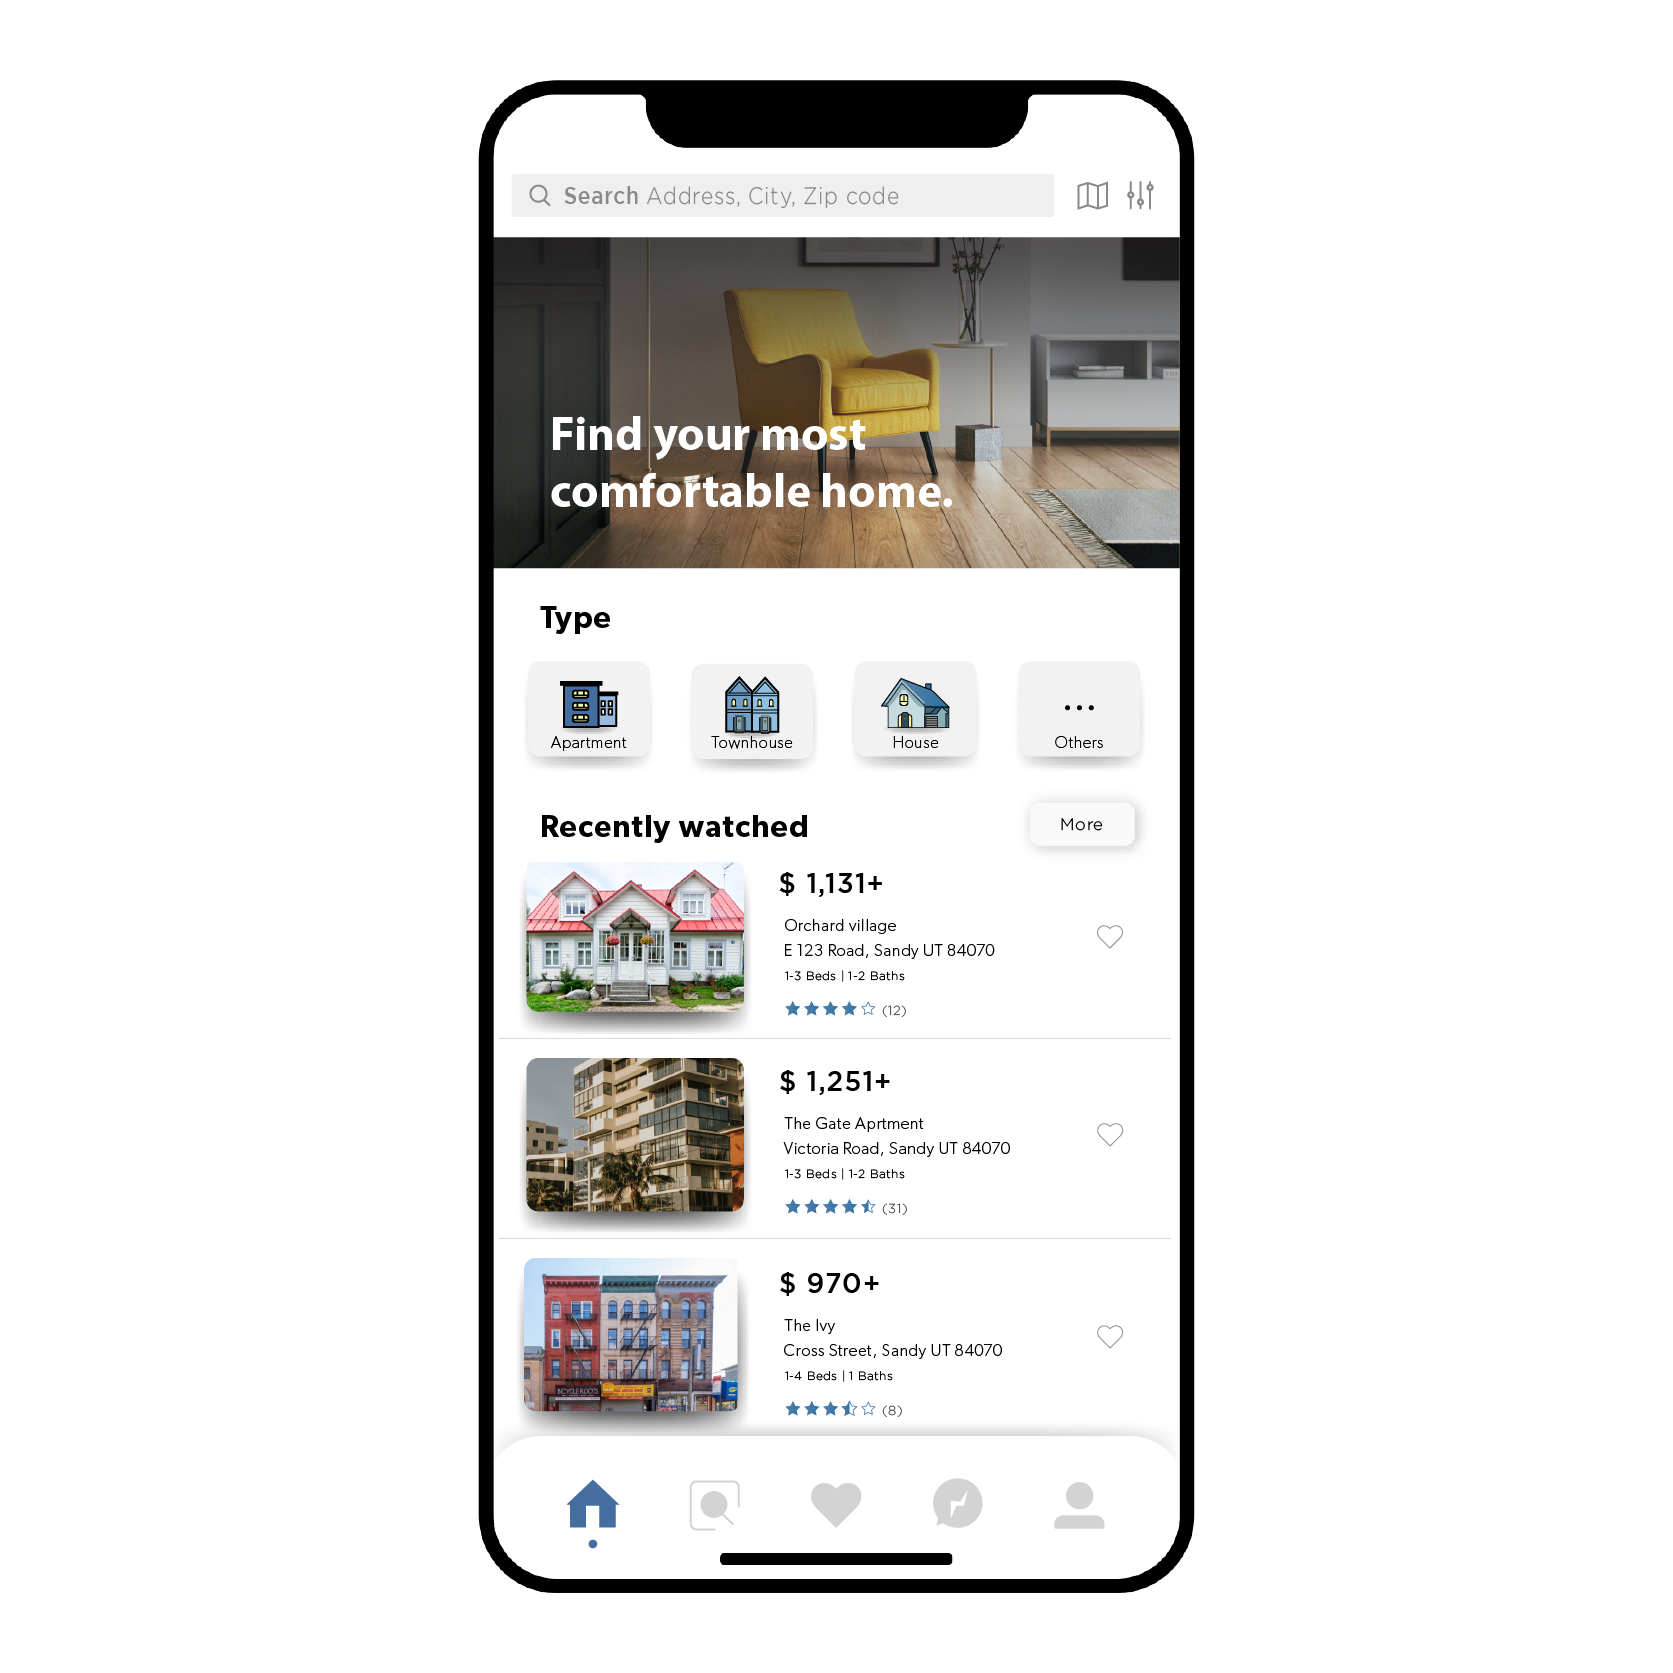 Search Address, City, Zip code
Find your most
comfortable home.
Type
Apartment
Townhouse
House
Others
Recently watched
More
$ 1,131+
Orchard village
E 123 Road, Sandy UT 84070
1-3 Beds | 1-2 Baths
(12)
$ 1,251+
The Gate Aprtment
Victoria Road, Sandy UT 84070
1-3 Beds | 1-2 Baths
(31)
$ 970+
The Ivy
Cross Street, Sandy UT 84070
1-4 Beds | 1 Baths
(8)
BICYCLE ROOTS